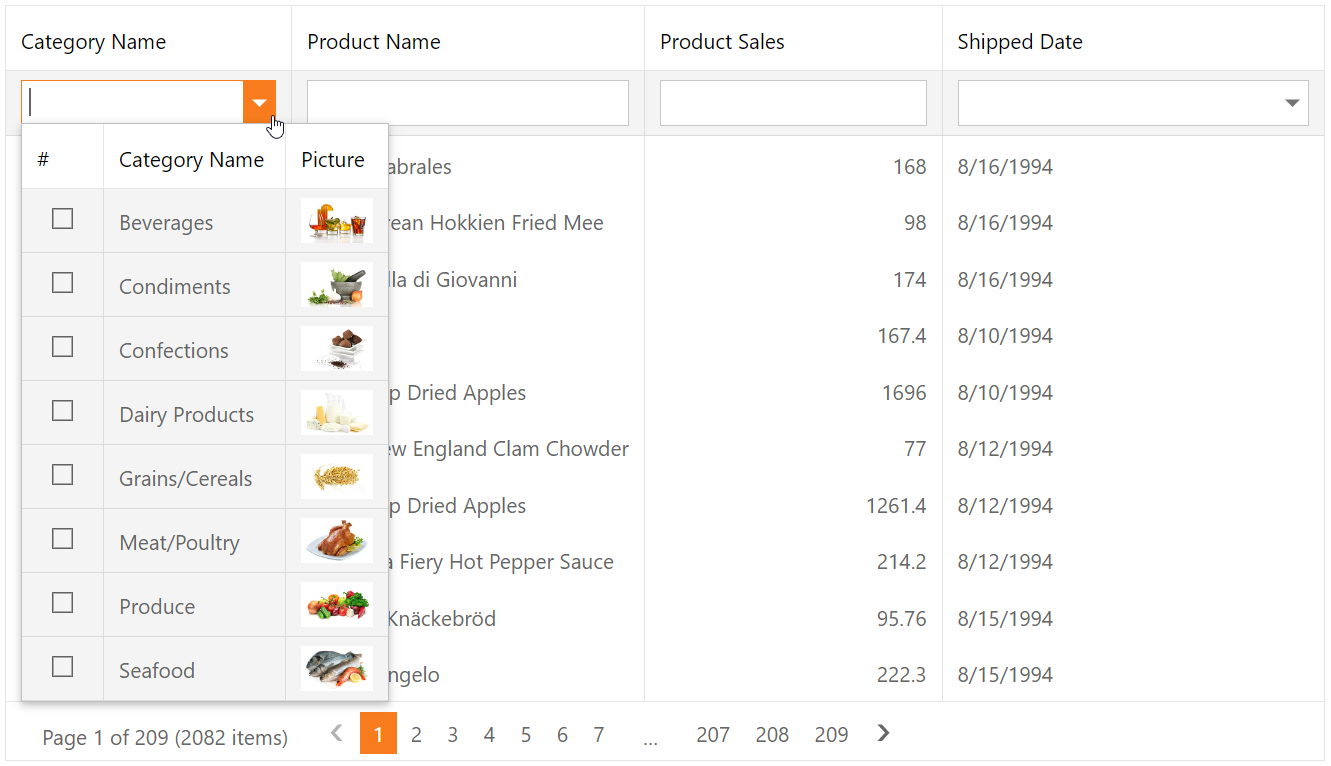 Category Name Product Name Product Sales Shipped Date
# Category Name Picture
abrales 168 8/16/1994
Beverages rean Hokkien Fried Mee 98 8/16/1994
Condiments lla di Giovanni 174 8/16/1994
Confections 167.4 8/10/1994
Dairy Products p Dried Apples 1696 8/10/1994
Grains/Cereals ew England Clam Chowder 77 8/12/1994
p Dried Apples 1261.4 8/12/1994
Meat/Poultry a Fiery Hot Pepper Sauce 214.2 8/12/1994
Produce Knäckebröd 95.76 8/15/1994
Seafood ngelo 222.3 8/15/1994
Page 1 of 209 (2082 items) 1 2 3 4 5 6 7 ... 207 208 209